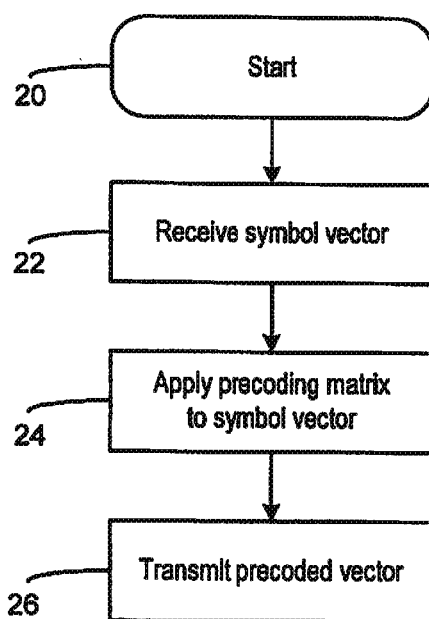 Start
20
Receive symbol vector
22
Apply precoding matrix
to symbol vector
24
Transmit precoded vector
26